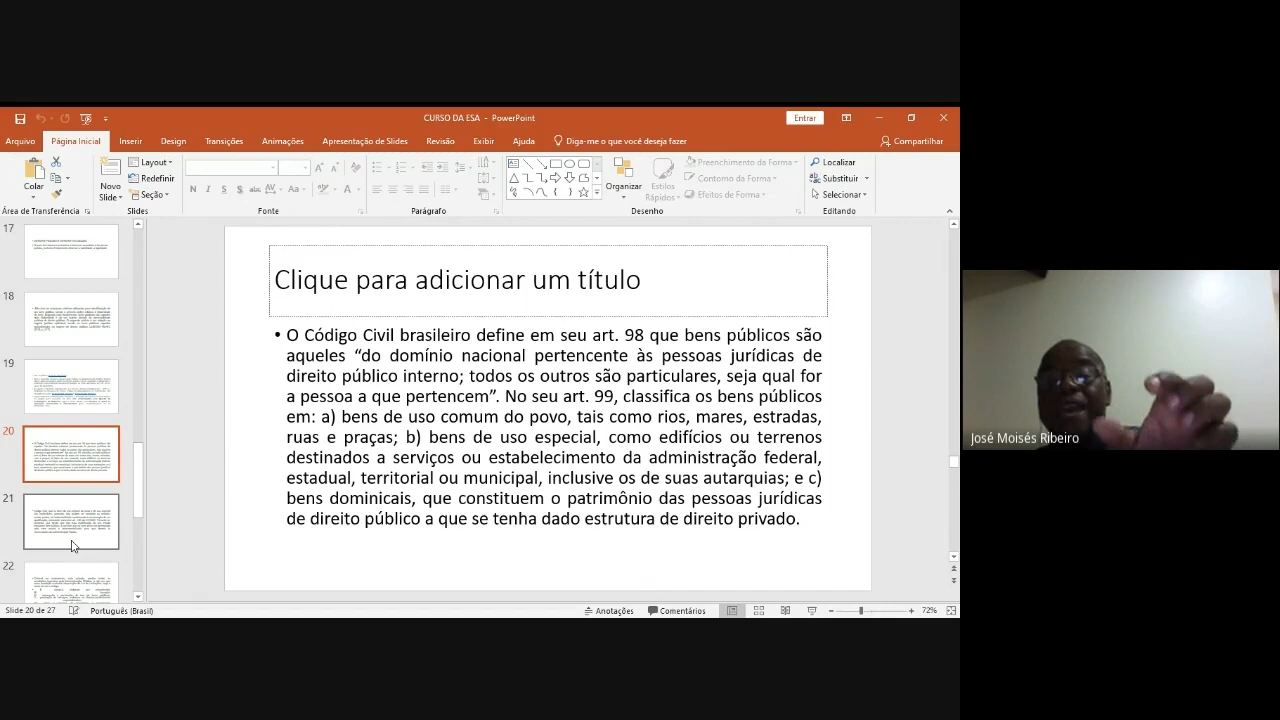 CURSO DA ESA - PowerPoint
Entrar
Arquivo Página Inicial Inserir Design Transições Animações Apresentação de Slides Revisão Exibir Ajuda Diga-me o que você deseja fazer Compartilhar
Colar
Novo Slide
Layout
Redefinir
Seção
N I S S abc AV Aa A
Organizar
Estilos Rápidos
Preenchimento da Forma
Contorno da Forma
Efeitos de Forma
Localizar
Substituir
Selecionar
Área de Transferência Slides Fonte Parágrafo Desenho Editando
17
18
19
20
21
22
Clique para adicionar um título
• O Código Civil brasileiro define em seu art. 98 que bens públicos são
aqueles “do domínio nacional pertencente às pessoas jurídicas de
direito público interno; todos os outros são particulares, seja qual for
a pessoa a que pertencem”. No seu art. 99, classifica os bens públicos
em: a) bens de uso comum do povo, tais como rios, mares, estradas,
ruas e praças; b) bens de uso especial, como edifícios ou terrenos
destinados a serviços ou estabelecimento da administração federal,
estadual, territorial ou municipal, inclusive os de suas autarquias; e c)
bens dominicais, que constituem o patrimônio das pessoas jurídicas
de direito público a que se tenha dado estrutura de direito privado.
José Moisés Ribeiro
Slide 20 de 27 Português (Brasil) Anotações Comentários 72%